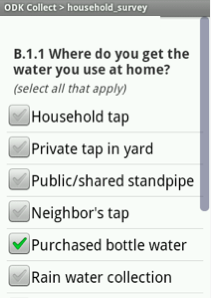 ODK Collect > household_survey
B.1.1 Where do you get the
water you use at home?
(select all that apply)
Household tap
Private tap in yard
Public/shared standpipe
Neighbor's tap
Purchased bottle water
Rain water collection